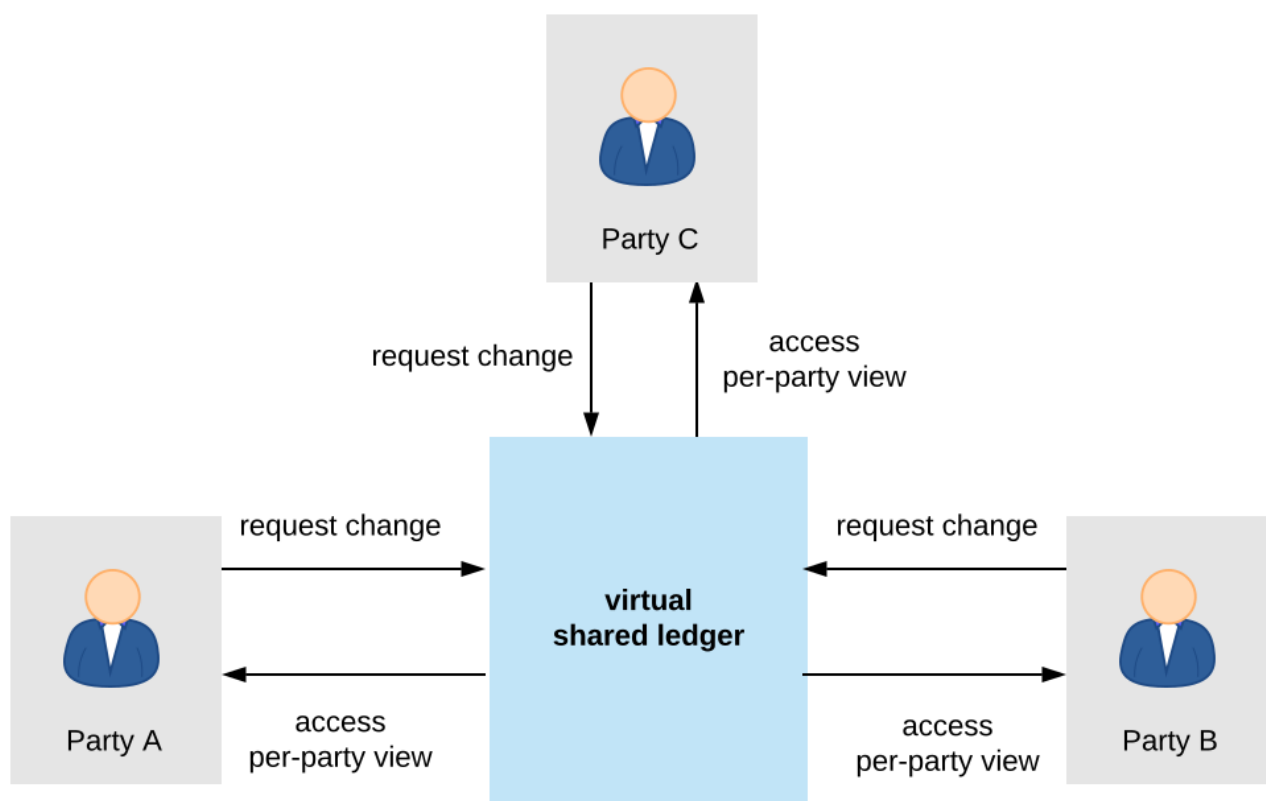 Party C
request change
access
per-party view
request change
request change
virtual
shared ledger
access
per-party view
access
per-party view
Party A
Party B